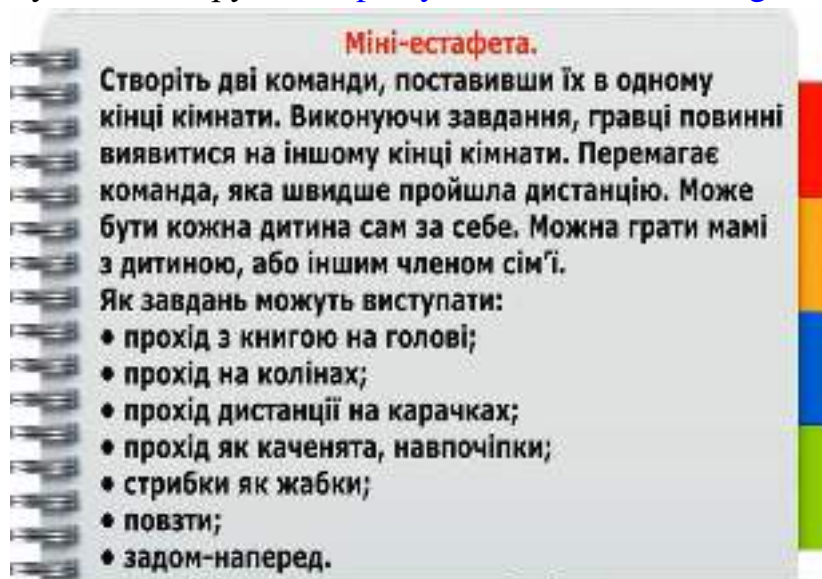 Міні-естафета.
Створіть дві команди, поставивши їх в одному
кінці кімнати. Виконуючи завдання, гравці повинні
виявитися на іншому кінці кімнати. Перемагає
команда, яка швидше пройшла дистанцію. Може
бути кожна дитина сам за себе. Можна грати мамі
з дитиною, або іншим членом сім’ї.
Як завдань можуть виступати:
• прохід з книгою на голові;
• прохід на колінах;
• прохід дистанції на карачках;
• прохід як каченята, навпочіпки;
• стрибки як жабки;
• повзти;
• задом-наперед.